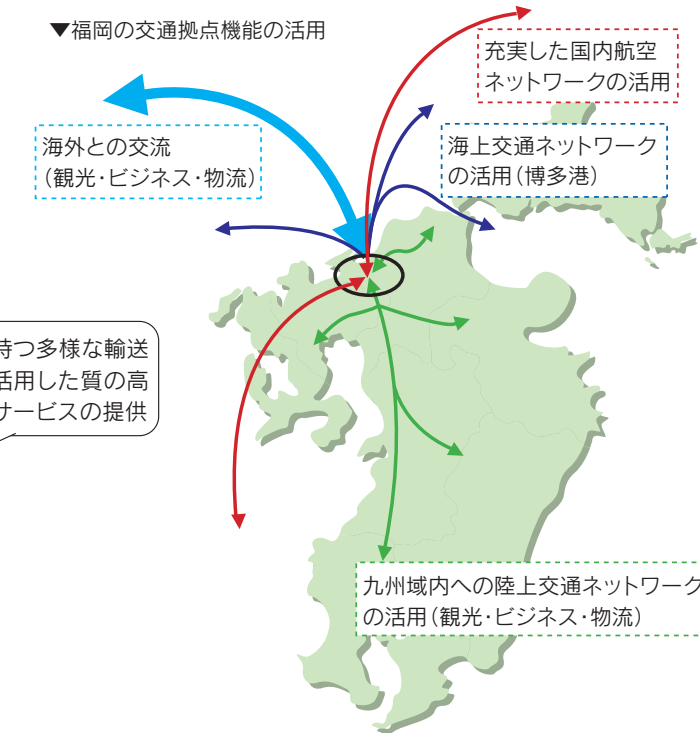 ▼福岡の交通拠点機能の活用
充実した国内航空
ネットワークの活用
海外との交流
(観光・ビジネス・物流)
海上交通ネットワーク
の活用(博多港)
持つ多様な輸送
活用した質の高
サービスの提供
九州域内への陸上交通ネットワーク
の活用(観光・ビジネス・物流)